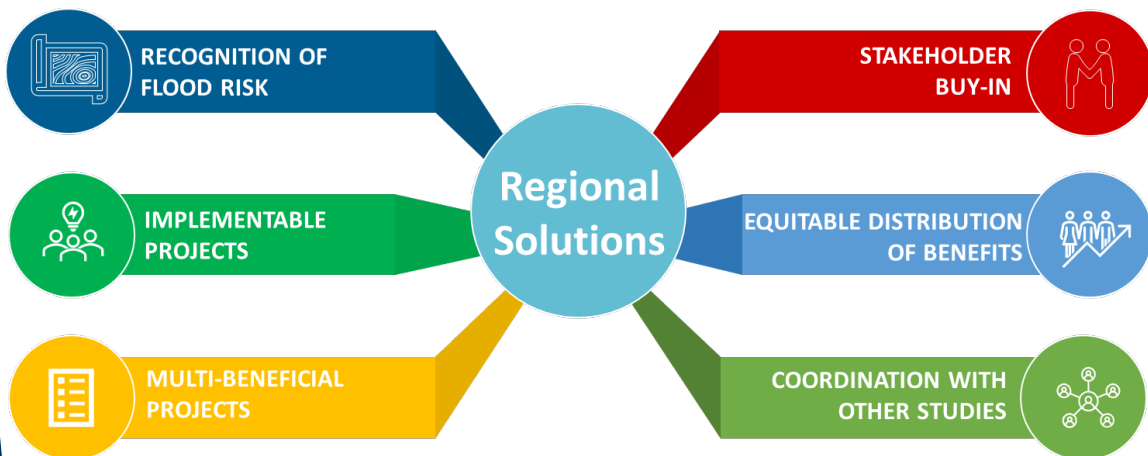 RECOGNITION OF
FLOOD RISK
STAKEHOLDER
BUY-IN
Regional
Solutions
IMPLEMENTABLE
PROJECTS
EQUITABLE DISTRIBUTION
OF BENEFITS
MULTI-BENEFICIAL
PROJECTS
COORDINATION WITH
OTHER STUDIES